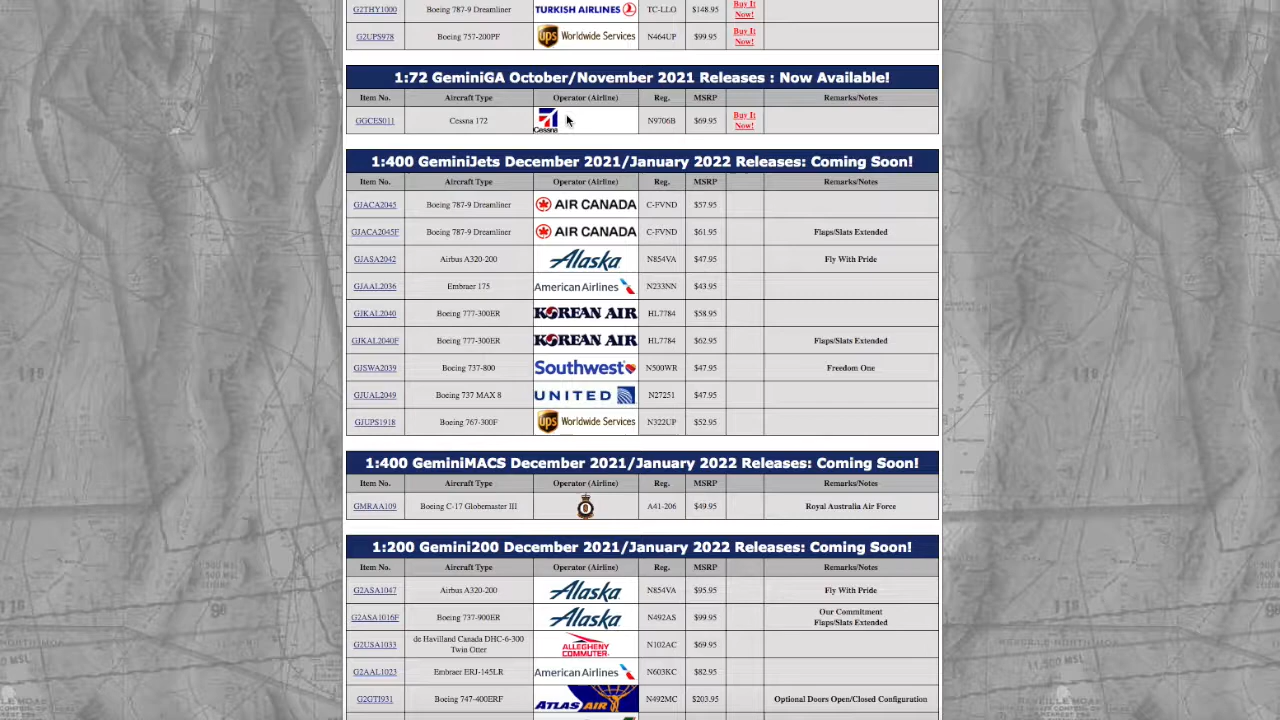 G2THY1000 Boeing 787-9 Dreamliner TURKISH AIRLINES TC-LLO $148.95 Buy It Now!
G2UPS978 Boeing 757-200PF ups Worldwide Services N464UP $99.95 Buy It Now!
1:72 GeminiGA October/November 2021 Releases : Now Available!
Item No. Aircraft Type Operator (Airline) Reg. MSRP Remarks/Notes
GGCES011 Cessna 172 Cessna N9706B $69.95 Buy It Now!
1:400 GeminiJets December 2021/January 2022 Releases: Coming Soon!
Item No. Aircraft Type Operator (Airline) Reg. MSRP Remarks/Notes
GJACA2045 Boeing 787-9 Dreamliner AIR CANADA C-FVND $57.95
GJACA2045F Boeing 787-9 Dreamliner AIR CANADA C-FVND $61.95 Flaps/Slats Extended
GJASA2042 Airbus A320-200 Alaska N854VA $47.95 Fly With Pride
GJAAL2036 Embraer 175 American Airlines N233NN $43.95
GJKAL2040 Boeing 777-300ER KOREAN AIR HL7784 $58.95
GJKAL2040F Boeing 777-300ER KOREAN AIR HL7784 $62.95 Flaps/Slats Extended
GJSWA2039 Boeing 737-800 Southwest N500WR $47.95 Freedom One
GJUAL2049 Boeing 737 MAX 8 UNITED N27251 $47.95
GJUPS1918 Boeing 767-300F ups Worldwide Services N322UP $52.95
1:400 GeminiMACS December 2021/January 2022 Releases: Coming Soon!
Item No. Aircraft Type Operator (Airline) Reg. MSRP Remarks/Notes
GMRAA109 Boeing C-17 Globemaster III A41-206 $49.95 Royal Australia Air Force
1:200 Gemini200 December 2021/January 2022 Releases: Coming Soon!
Item No. Aircraft Type Operator (Airline) Reg. MSRP Remarks/Notes
G2ASA1047 Airbus A320-200 Alaska N854VA $95.95 Fly With Pride
G2ASA1016F Boeing 737-900ER Alaska N492AS $99.95 Our Commitment Flaps/Slats Extended
G2USA1033 de Havilland Canada DHC-6-300 Twin Otter ALLEGHENY COMMUTER N102AC $69.95
G2AAL1023 Embraer ERJ-145LR American Airlines N603KC $82.95
G2GTI931 Boeing 747-400ERF ATLAS AIR N492MC $203.95 Optional Doors Open/Closed Configuration